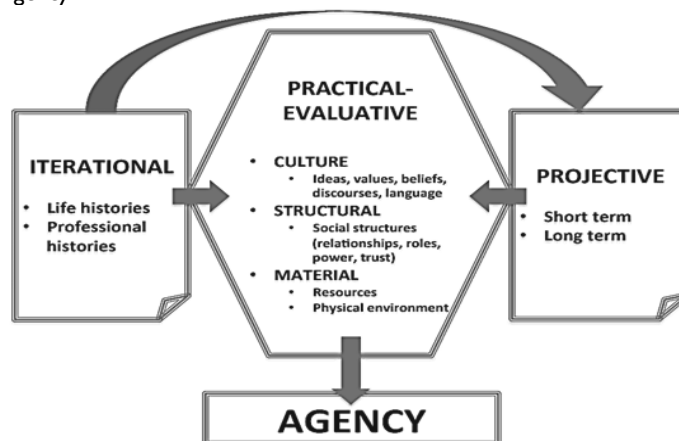 gency
PRACTICAL-
EVALUATIVE
ITERATIONAL
• Life histories
• Professional
histories
• CULTURE
• Ideas, values, beliefs,
discourses, language
• STRUCTURAL
• Social structures
(relationships, roles,
power, trust)
• MATERIAL
• Resources
• Physical environment
PROJECTIVE
• Short term
• Long term
AGENCY